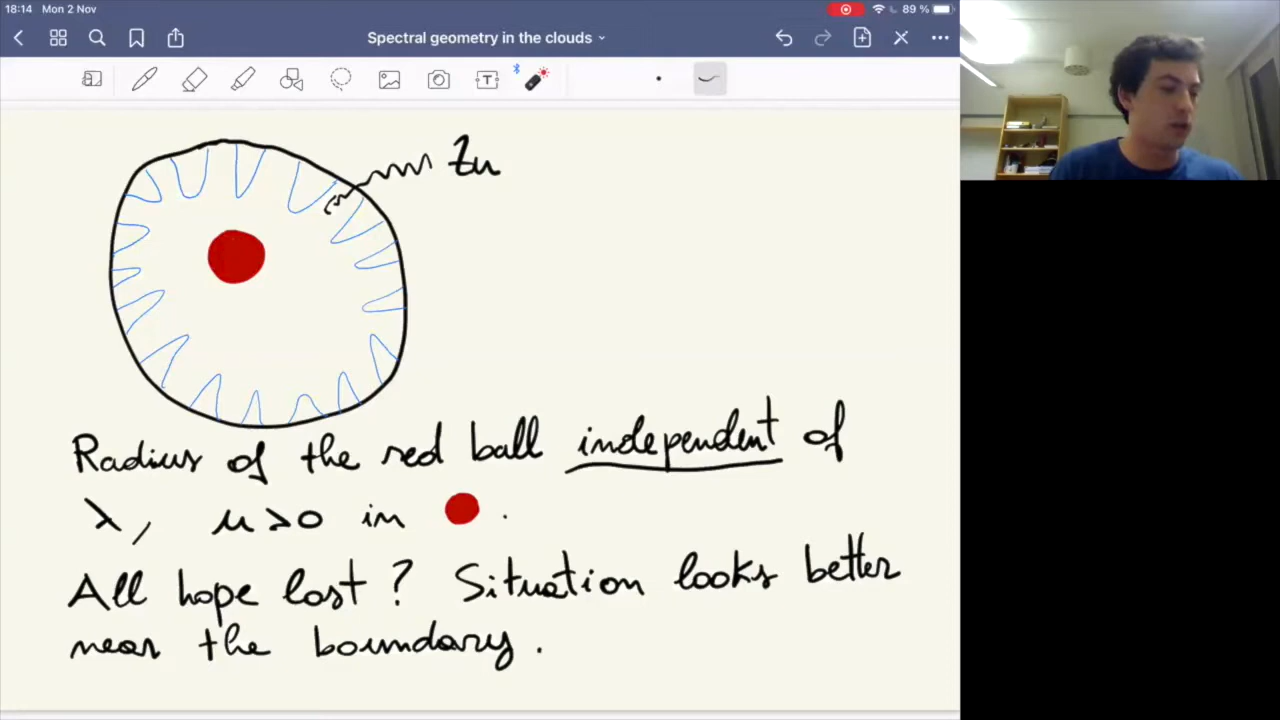 18:14 Mon 2 Nov
89 %
Spectral geometry in the clouds
T
Zu
Radius of the red ball independent of
λ, u>0 in .
All hope lost? Situation looks better
near the boundary.